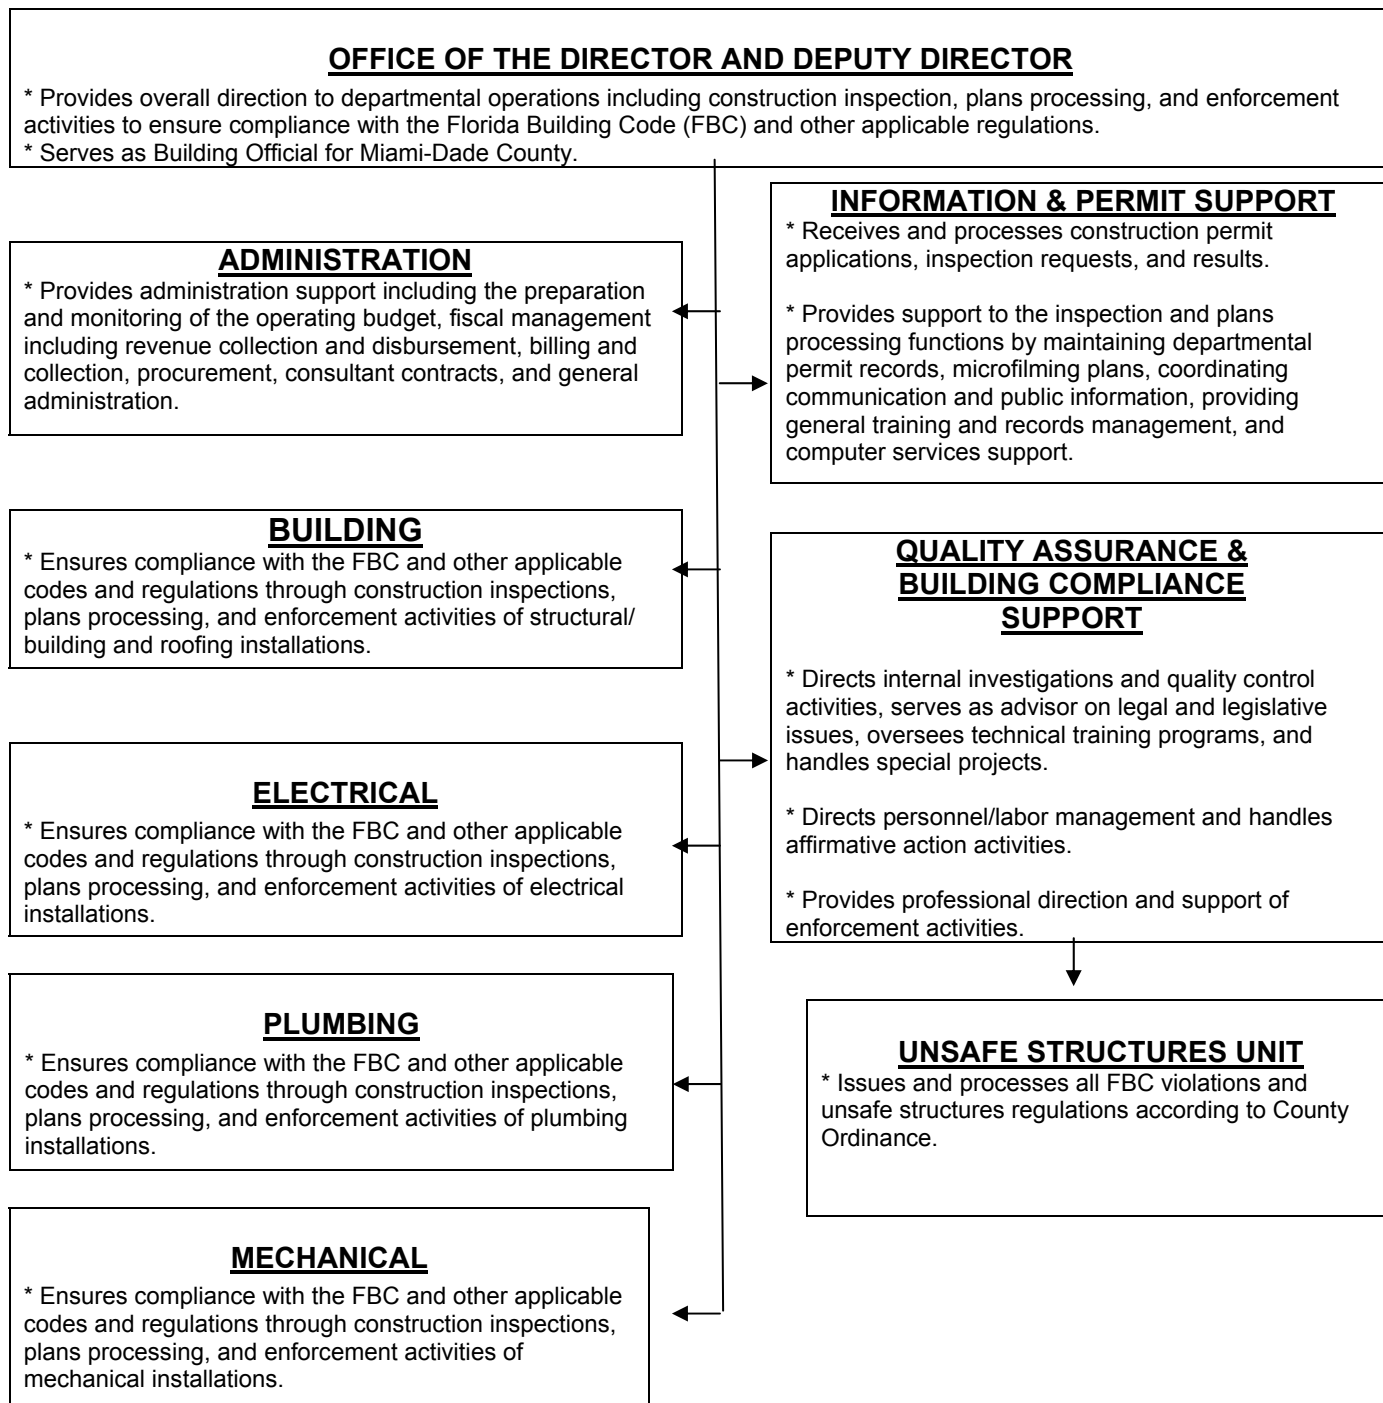 OFFICE OF THE DIRECTOR AND DEPUTY DIRECTOR
* Provides overall direction to departmental operations including construction inspection, plans processing, and enforcement
activities to ensure compliance with the Florida Building Code (FBC) and other applicable regulations.
* Serves as Building Official for Miami-Dade County.
ADMINISTRATION
* Provides administration support including the preparation
and monitoring of the operating budget, fiscal management
including revenue collection and disbursement, billing and
collection, procurement, consultant contracts, and general
administration.
INFORMATION & PERMIT SUPPORT
* Receives and processes construction permit
applications, inspection requests, and results.
* Provides support to the inspection and plans
processing functions by maintaining departmental
permit records, microfilming plans, coordinating
communication and public information, providing
general training and records management, and
computer services support.
BUILDING
* Ensures compliance with the FBC and other applicable
codes and regulations through construction inspections,
plans processing, and enforcement activities of structural/
building and roofing installations.
QUALITY ASSURANCE &
BUILDING COMPLIANCE
SUPPORT
* Directs internal investigations and quality control
activities, serves as advisor on legal and legislative
issues, oversees technical training programs, and
handles special projects.
* Directs personnel/labor management and handles
affirmative action activities.
* Provides professional direction and support of
enforcement activities.
ELECTRICAL
* Ensures compliance with the FBC and other applicable
codes and regulations through construction inspections,
plans processing, and enforcement activities of electrical
installations.
PLUMBING
* Ensures compliance with the FBC and other applicable
codes and regulations through construction inspections,
plans processing, and enforcement activities of plumbing
installations.
UNSAFE STRUCTURES UNIT
* Issues and processes all FBC violations and
unsafe structures regulations according to County
Ordinance.
MECHANICAL
* Ensures compliance with the FBC and other applicable
codes and regulations through construction inspections,
plans processing, and enforcement activities of
mechanical installations.